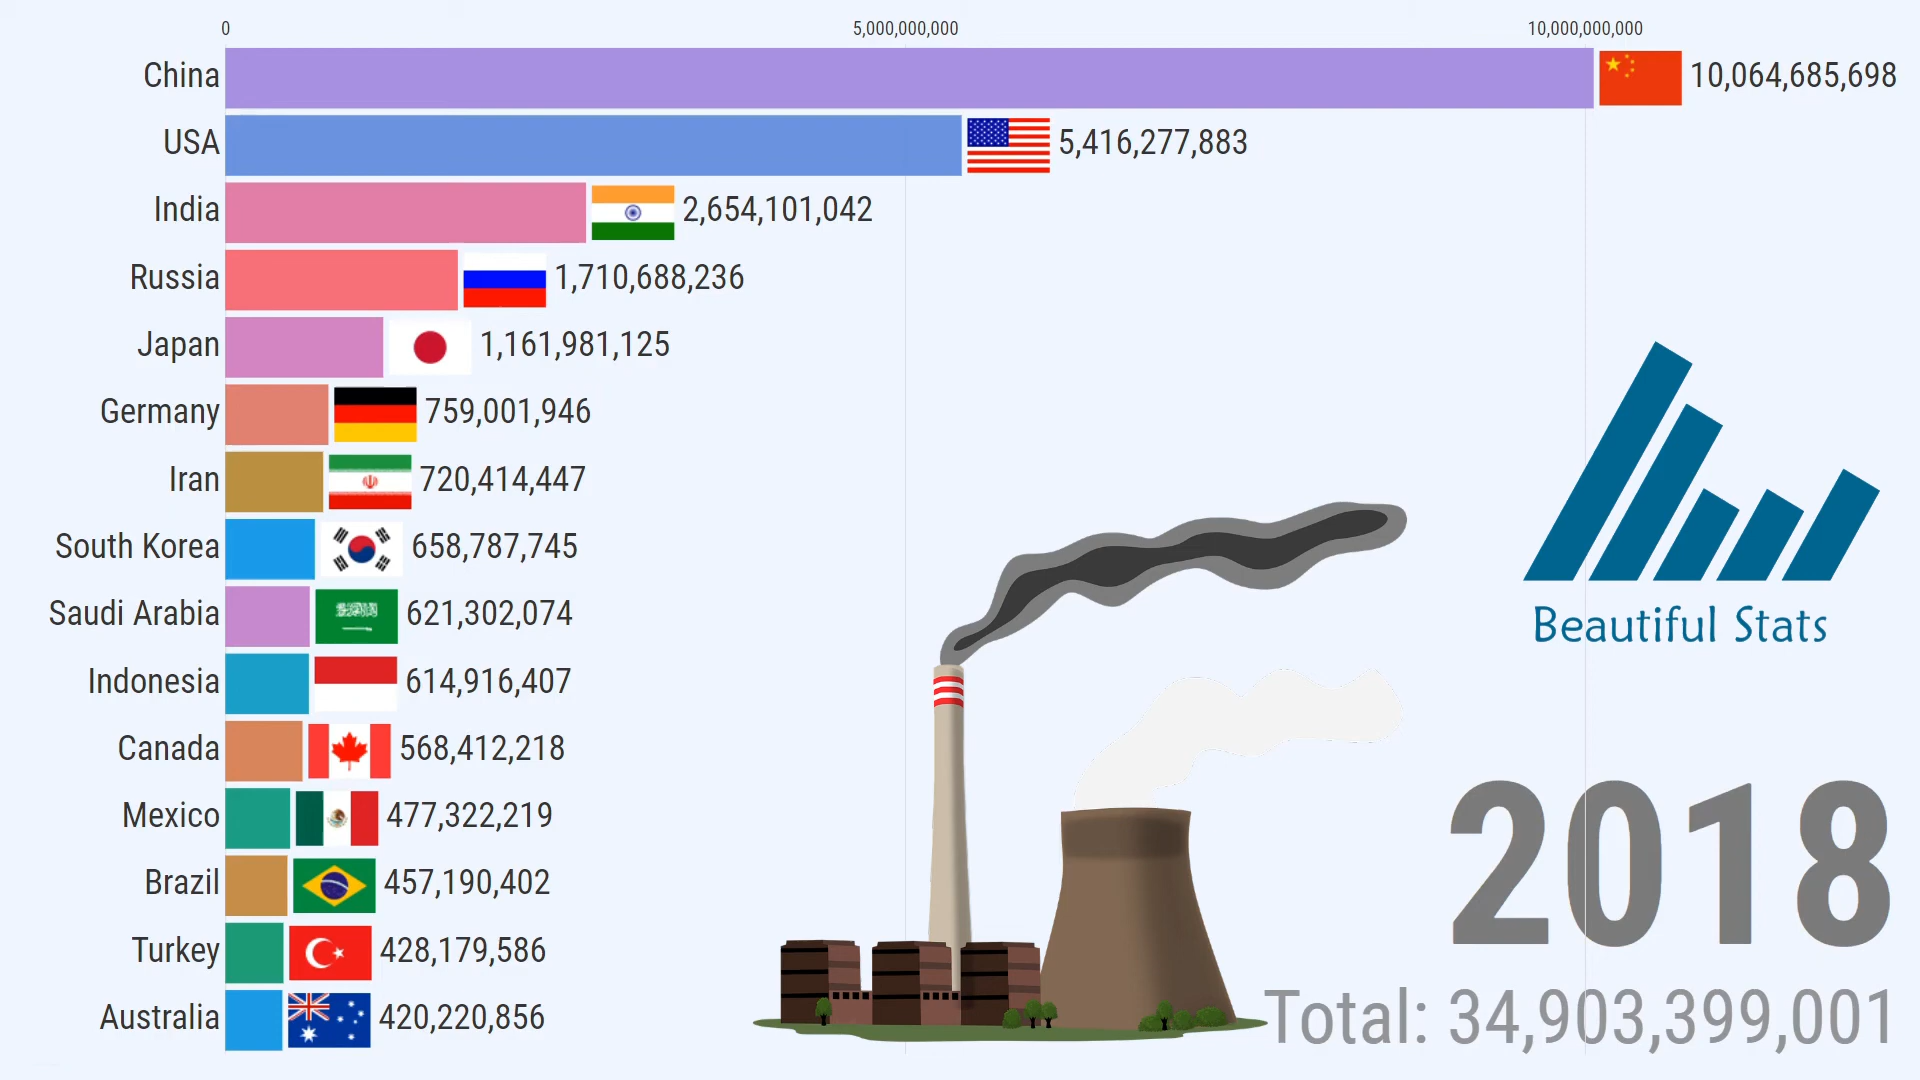 0 5,000,000,000 10,000,000,000
China 10,064,685,698
USA 5,416,277,883
India 2,654,101,042
Russia 1,710,688,236
Japan 1,161,981,125
Germany 759,001,946
Iran 720,414,447
South Korea 658,787,745
Saudi Arabia 621,302,074
Indonesia 614,916,407
Canada 568,412,218
Mexico 477,322,219
Brazil 457,190,402
Turkey 428,179,586
Australia 420,220,856
Beautiful Stats
2018
Total: 34,903,399,001